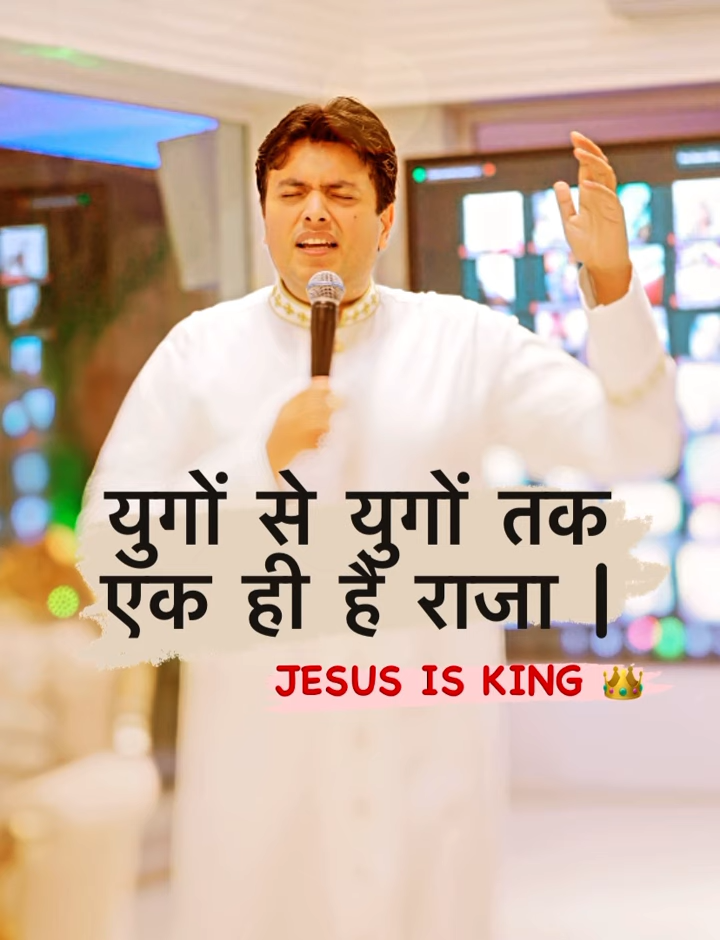 युगों से युगों तक
एक ही हैं राजा |
JESUS IS KING 👑